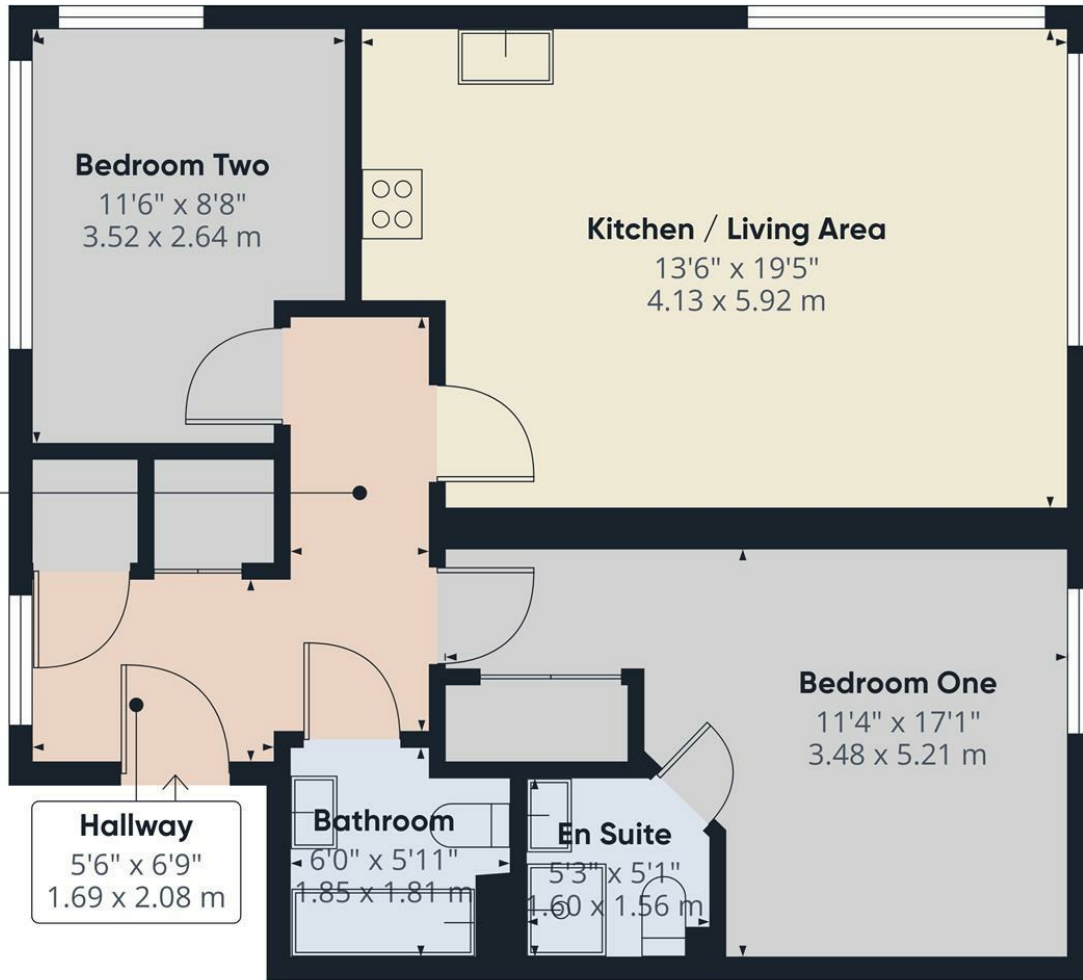 Bedroom Two
11'6" x 8'8"
3.52 x 2.64 m
Kitchen / Living Area
13'6" x 19'5"
4.13 x 5.92 m
Bedroom One
11'4" x 17'1"
3.48 x 5.21 m
Hallway
5'6" x 6'9"
1.69 x 2.08 m
Bathroom
6'0" x 5'11"
1.85 x 1.81 m
En Suite
5'3" x 5'1"
1.60 x 1.56 m